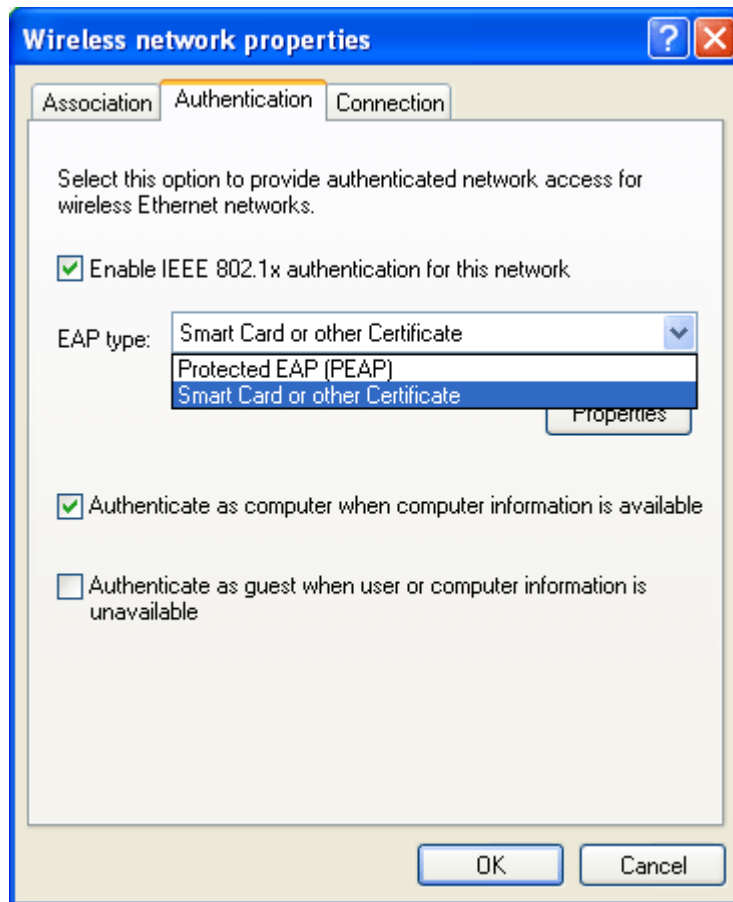 Wireless network properties
Association Authentication Connection
Select this option to provide authenticated network access for
wireless Ethernet networks.
Enable IEEE 802.1x authentication for this network
EAP type: Smart Card or other Certificate
Protected EAP (PEAP)
Smart Card or other Certificate
Properties
Authenticate as computer when computer information is available
Authenticate as guest when user or computer information is
unavailable
OK Cancel